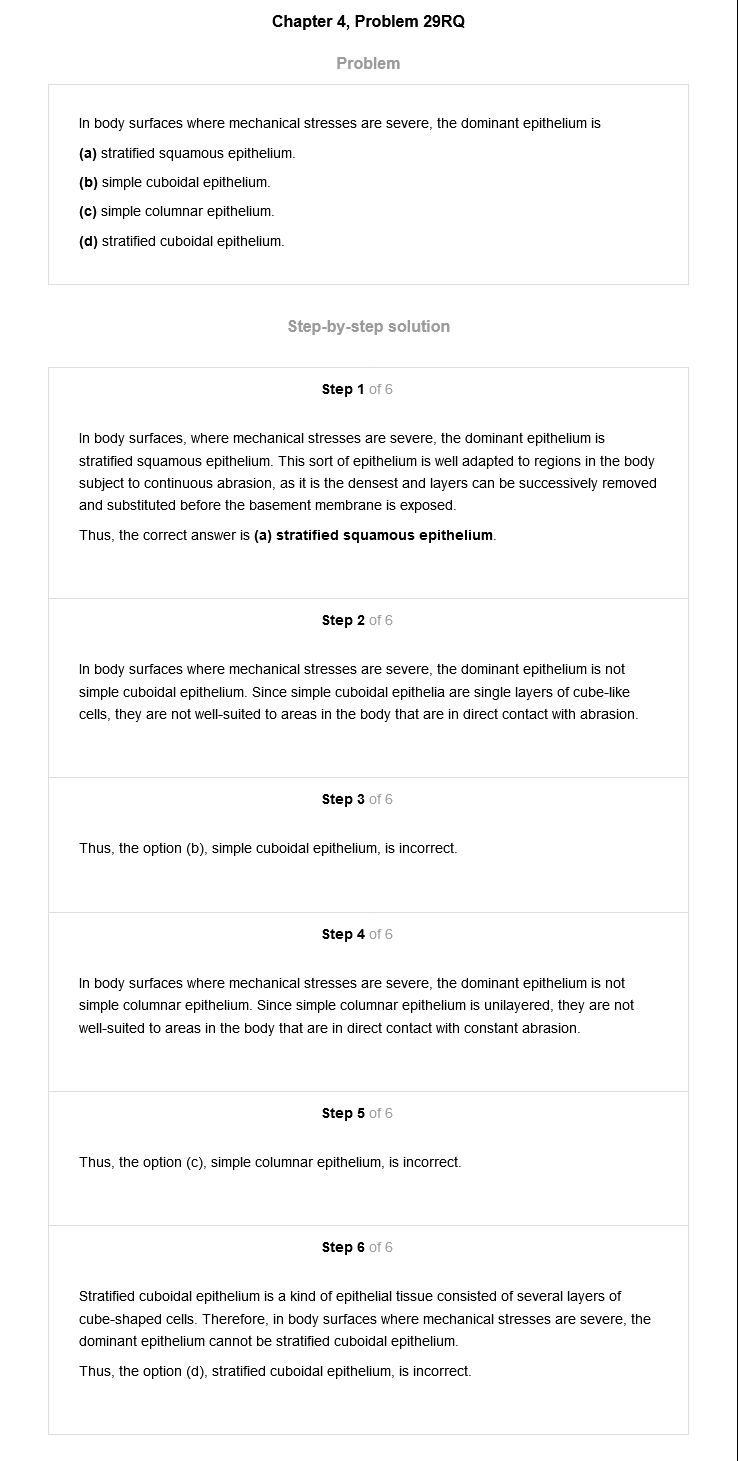 Chapter 4, Problem 29RQ
Problem
In body surfaces where mechanical stresses are severe, the dominant epithelium is
(a) stratified squamous epithelium.
(b) simple cuboidal epithelium.
(c) simple columnar epithelium.
(d) stratified cuboidal epithelium.
Step-by-step solution
Step 1 of 6
In body surfaces, where mechanical stresses are severe, the dominant epithelium is
stratified squamous epithelium. This sort of epithelium is well adapted to regions in the body
subject to continuous abrasion, as it is the densest and layers can be successively removed
and substituted before the basement membrane is exposed.
Thus, the correct answer is (a) stratified squamous epithelium.
Step 2 of 6
In body surfaces where mechanical stresses are severe, the dominant epithelium is not
simple cuboidal epithelium. Since simple cuboidal epithelia are single layers of cube-like
cells, they are not well-suited to areas in the body that are in direct contact with abrasion.
Step 3 of 6
Thus, the option (b), simple cuboidal epithelium, is incorrect.
Step 4 of 6
In body surfaces where mechanical stresses are severe, the dominant epithelium is not
simple columnar epithelium. Since simple columnar epithelium is unilayered, they are not
well-suited to areas in the body that are in direct contact with constant abrasion.
Step 5 of 6
Thus, the option (c), simple columnar epithelium, is incorrect.
Step 6 of 6
Stratified cuboidal epithelium is a kind of epithelial tissue consisted of several layers of
cube-shaped cells. Therefore, in body surfaces where mechanical stresses are severe, the
dominant epithelium cannot be stratified cuboidal epithelium.
Thus, the option (d), stratified cuboidal epithelium, is incorrect.